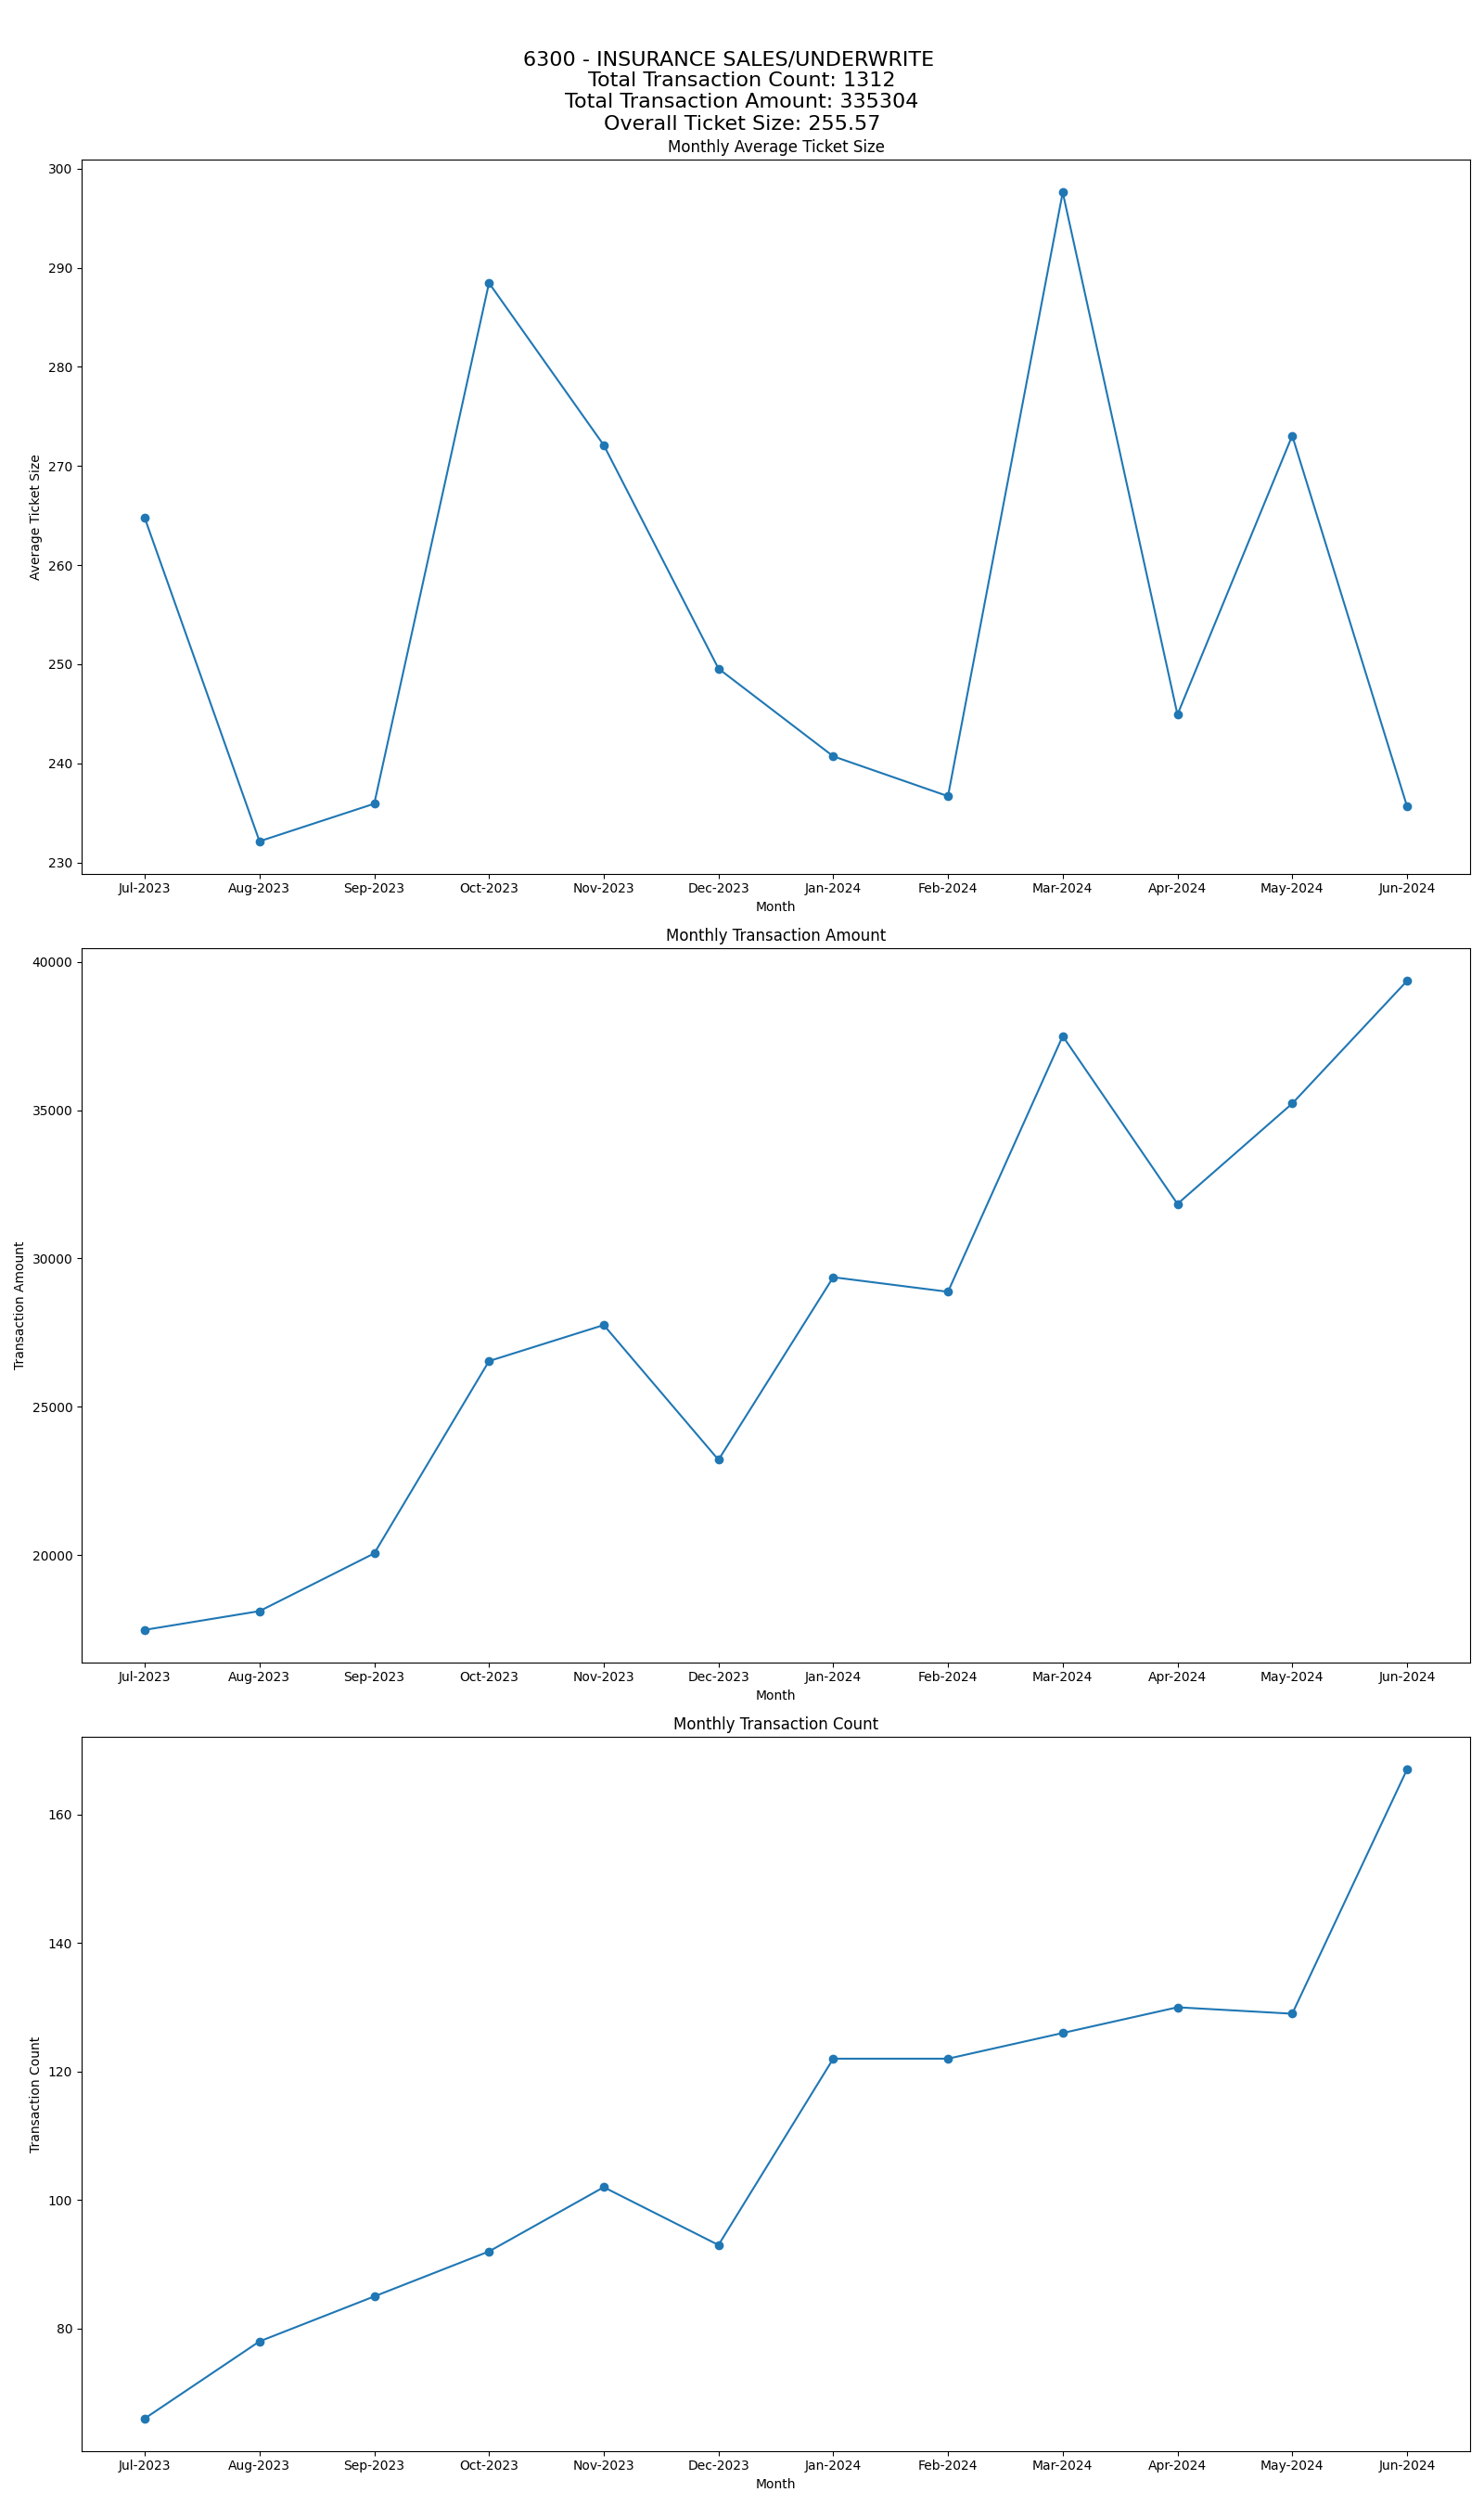 6300 - INSURANCE SALES/UNDERWRITE
Total Transaction Count: 1312
Total Transaction Amount: 335304
Overall Ticket Size: 255.57
Monthly Average Ticket Size
300
290
280
270
260
250
240
230
Average Ticket Size
Jul-2023 Aug-2023 Sep-2023 Oct-2023 Nov-2023 Dec-2023 Jan-2024 Feb-2024 Mar-2024 Apr-2024 May-2024 Jun-2024
Month
Monthly Transaction Amount
40000
35000
30000
25000
20000
Transaction Amount
Jul-2023 Aug-2023 Sep-2023 Oct-2023 Nov-2023 Dec-2023 Jan-2024 Feb-2024 Mar-2024 Apr-2024 May-2024 Jun-2024
Month
Monthly Transaction Count
160
140
120
100
80
Transaction Count
Jul-2023 Aug-2023 Sep-2023 Oct-2023 Nov-2023 Dec-2023 Jan-2024 Feb-2024 Mar-2024 Apr-2024 May-2024 Jun-2024
Month